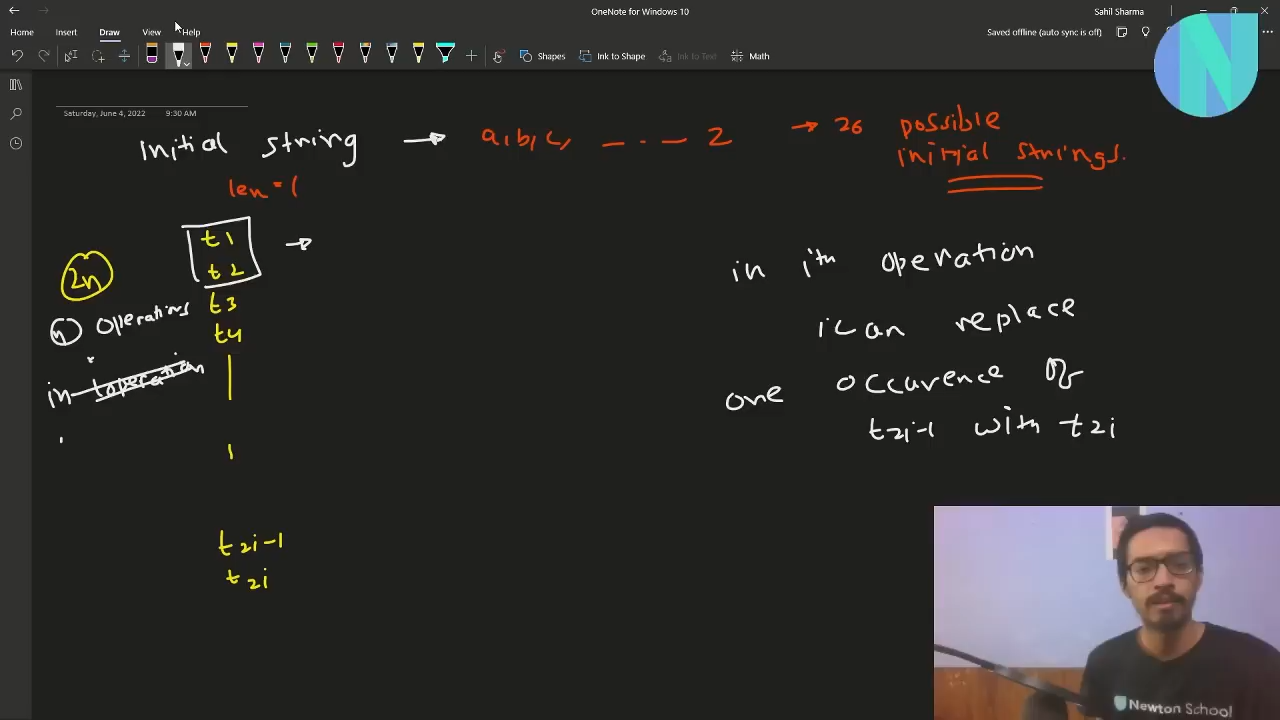 OneNote for Windows 10
Sahil Sharma
Home Insert Draw View Help
Saved offline (auto sync is off)
Shapes Ink to Shape Ink to Text Math
Saturday, June 4, 2022 9:30 AM
initial string → a,b,c, — - — z → 26 possible
initial strings.
len = 1
t1 →
t2
t3
t4
2n
n operations
in operation
t2i-1
t2i
in ith operation
i can replace
one occurence of
t2i-1 with t2i
Newton School